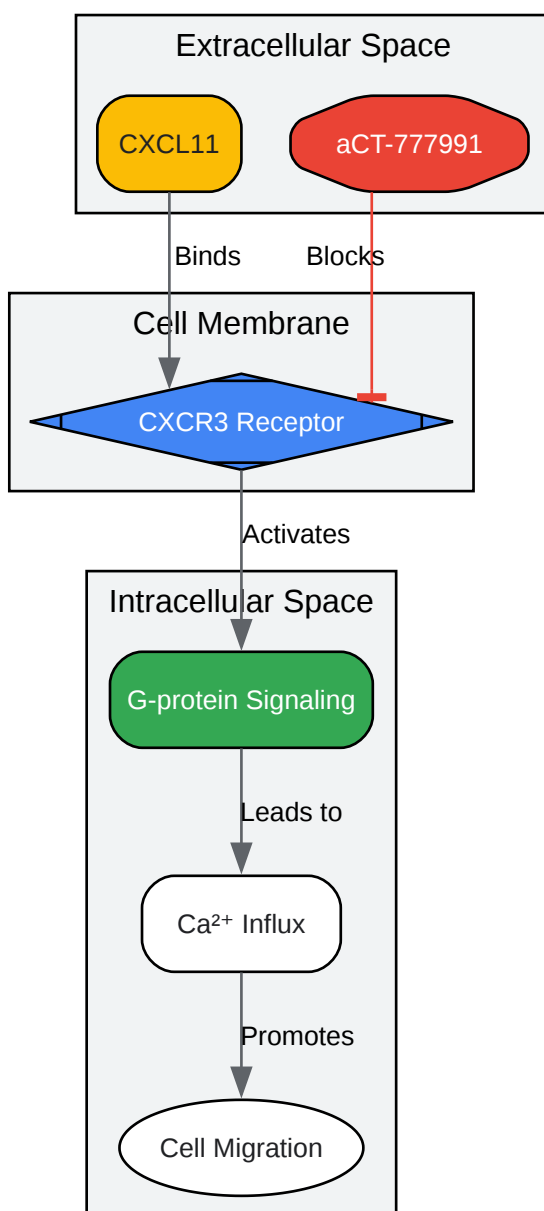 Extracellular Space
CXCL11
aCT-777991
Binds
Blocks
Cell Membrane
CXCR3 Receptor
Activates
Intracellular Space
G-protein Signaling
Leads to
Ca²⁺ Influx
Promotes
Cell Migration